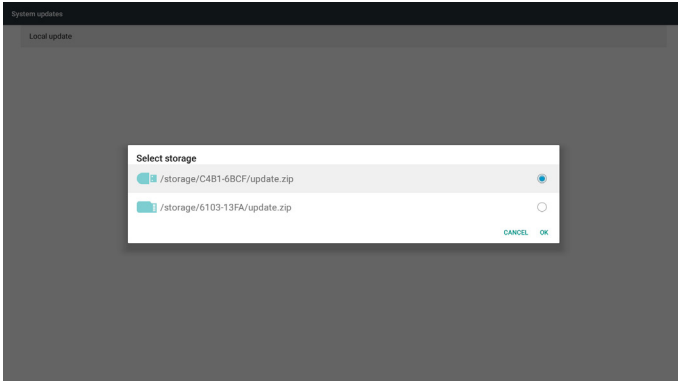 System updates
Local update
Select storage
/storage/C4B1-6BCF/update.zip
/storage/6103-13FA/update.zip
CANCEL OK